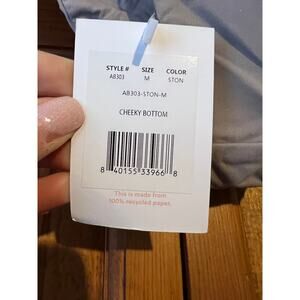 STYLE # SIZE COLOR
AB303 M STON
AB303-STON-M
CHEEKY BOTTOM
8 40155 33966 8
This is made from
100% recycled paper.